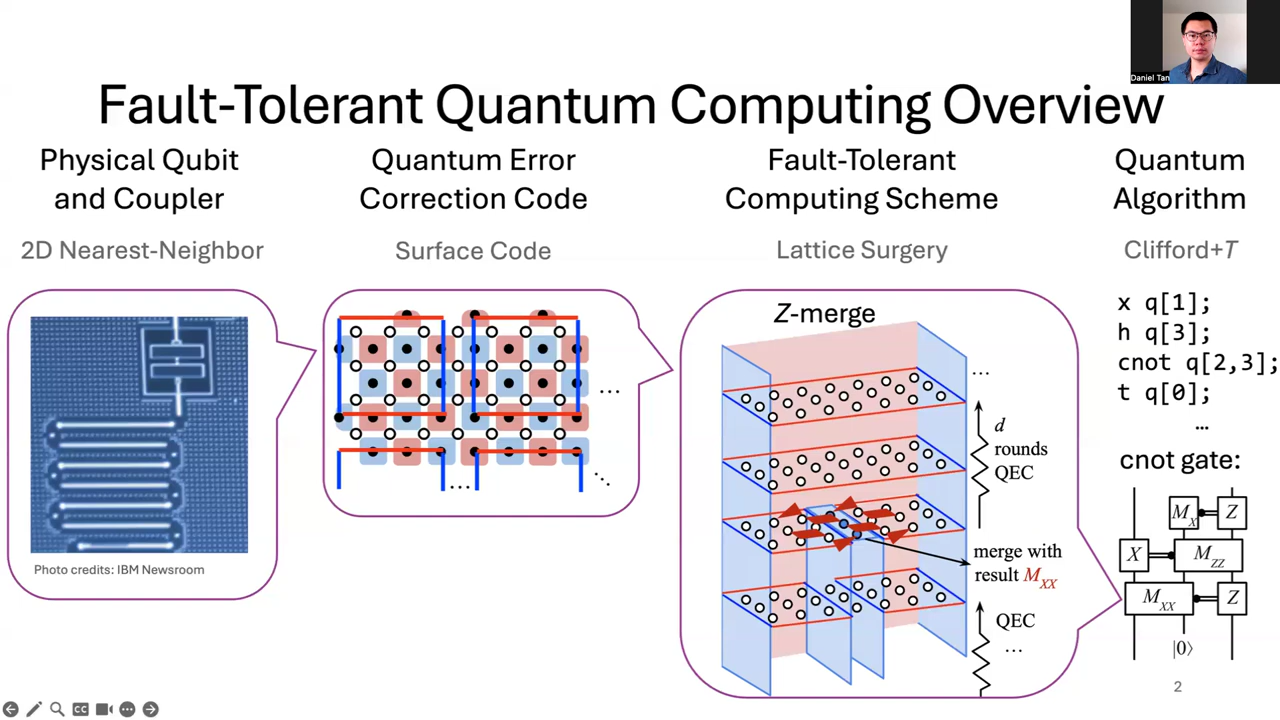 Daniel Tan
Fault-Tolerant Quantum Computing Overview
Physical Qubit
and Coupler
2D Nearest-Neighbor
Photo credits: IBM Newsroom
Quantum Error
Correction Code
Surface Code
...
...
...
Fault-Tolerant
Computing Scheme
Lattice Surgery
Z-merge
...
d
rounds
QEC
merge with
result M_XX
QEC
...
Quantum
Algorithm
Clifford+T
x q[1];
h q[3];
cnot q[2,3];
t q[0];
...
cnot gate:
M_X Z
X M_ZZ
M_XX Z
|0⟩
2
CC